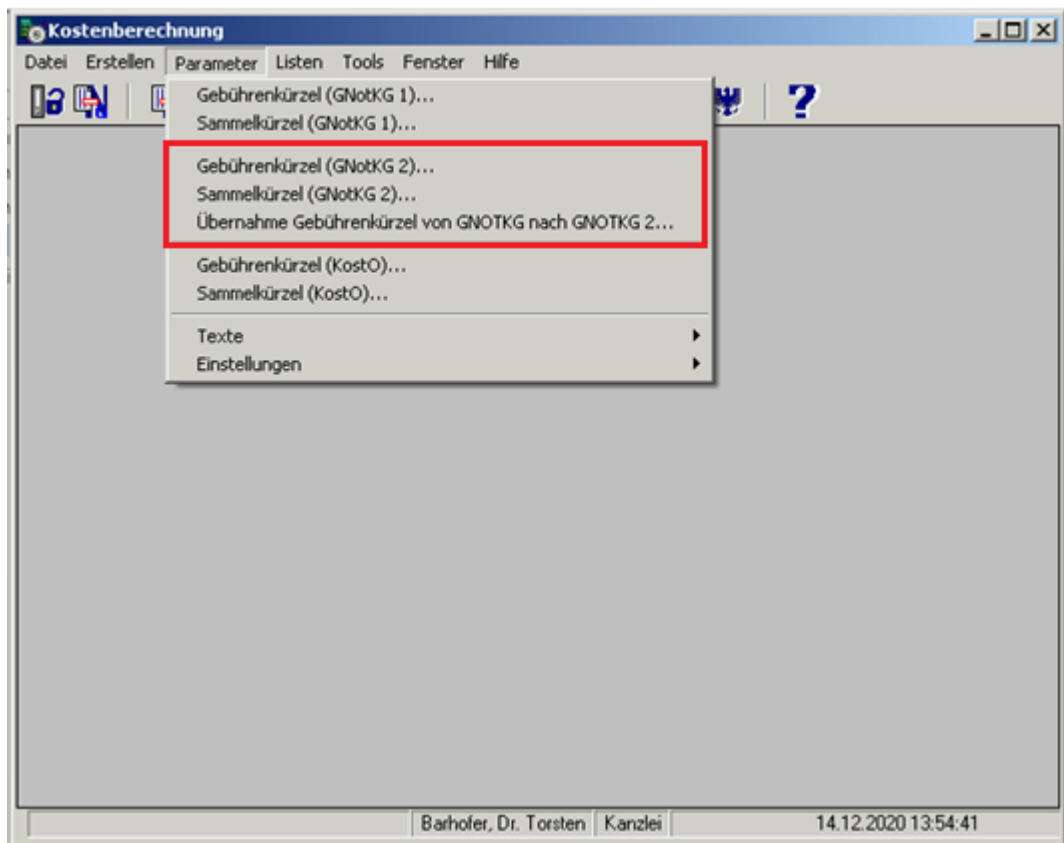 Kostenberechnung
Datei Erstellen Parameter Listen Tools Fenster Hilfe
Gebührenkürzel (GNotKG 1)...
Sammelkürzel (GNotKG 1)...
Gebührenkürzel (GNotKG 2)...
Sammelkürzel (GNotKG 2)...
Übernahme Gebührenkürzel von GNOTKG nach GNOTKG 2...
Gebührenkürzel (KostO)...
Sammelkürzel (KostO)...
Texte
Einstellungen
Barhofer, Dr. Torsten Kanzlei 14.12.2020 13:54:41